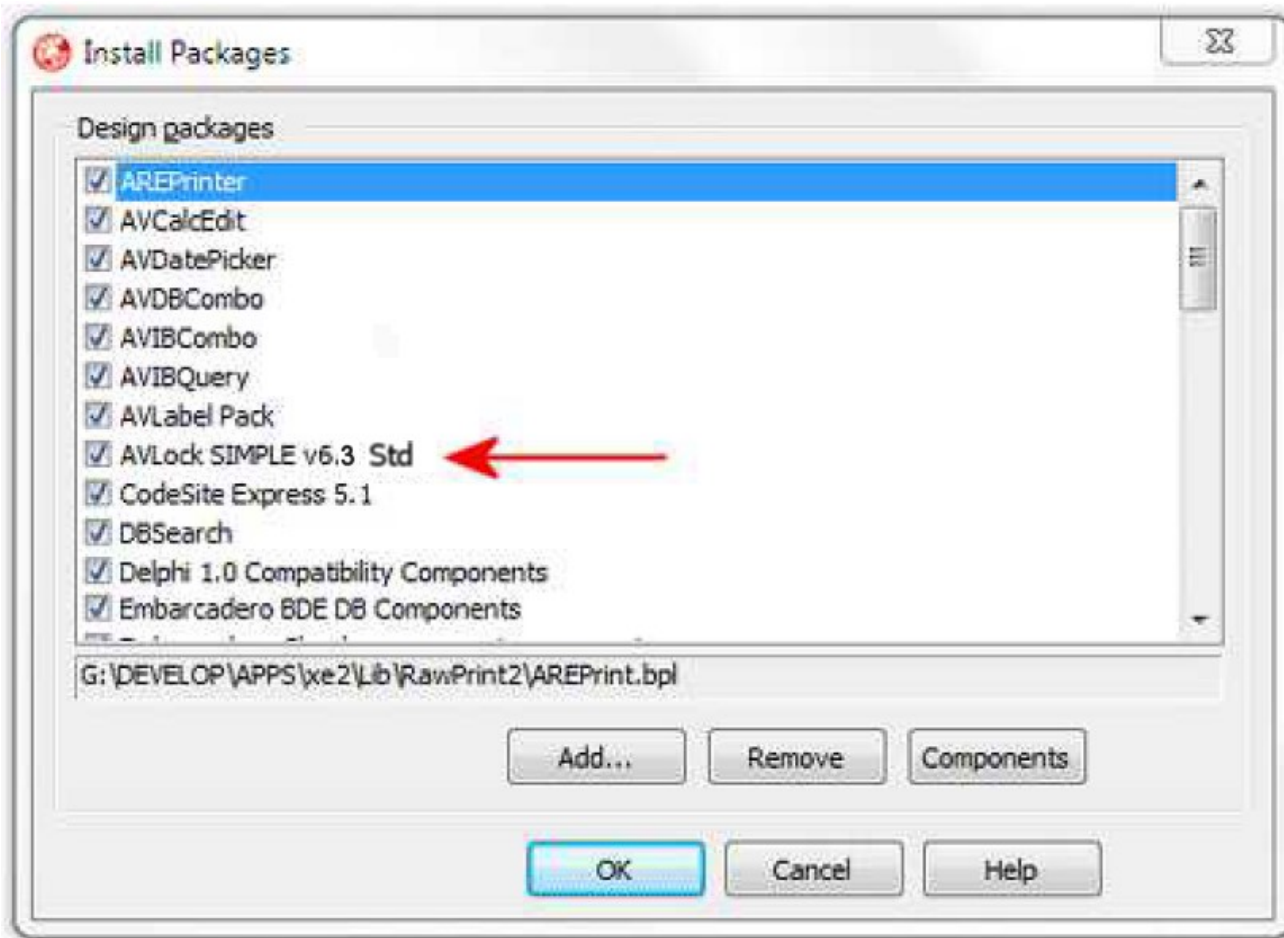 Install Packages
Design packages
AREPrinter
AVCalcEdit
AVDatePicker
AVDBCombo
AVIBCombo
AVIBQuery
AVLabel Pack
AVLock SIMPLE v6.3 Std
CodeSite Express 5.1
DBSearch
Delphi 1.0 Compatibility Components
Embarcadero BDE DB Components
G:\DEVELOP\APPS\xe2\Lib\RawPrint2\AREPrint.bpl
Add... Remove Components
OK Cancel Help